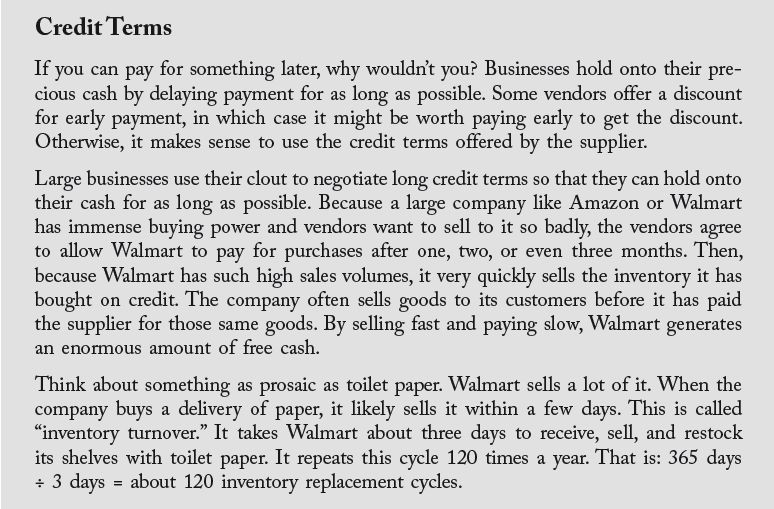 Credit Terms
If you can pay for something later, why wouldn’t you? Businesses hold onto their pre-
cious cash by delaying payment for as long as possible. Some vendors offer a discount
for early payment, in which case it might be worth paying early to get the discount.
Otherwise, it makes sense to use the credit terms offered by the supplier.
Large businesses use their clout to negotiate long credit terms so that they can hold onto
their cash for as long as possible. Because a large company like Amazon or Walmart
has immense buying power and vendors want to sell to it so badly, the vendors agree
to allow Walmart to pay for purchases after one, two, or even three months. Then,
because Walmart has such high sales volumes, it very quickly sells the inventory it has
bought on credit. The company often sells goods to its customers before it has paid
the supplier for those same goods. By selling fast and paying slow, Walmart generates
an enormous amount of free cash.
Think about something as prosaic as toilet paper. Walmart sells a lot of it. When the
company buys a delivery of paper, it likely sells it within a few days. This is called
“inventory turnover.” It takes Walmart about three days to receive, sell, and restock
its shelves with toilet paper. It repeats this cycle 120 times a year. That is: 365 days
÷ 3 days = about 120 inventory replacement cycles.